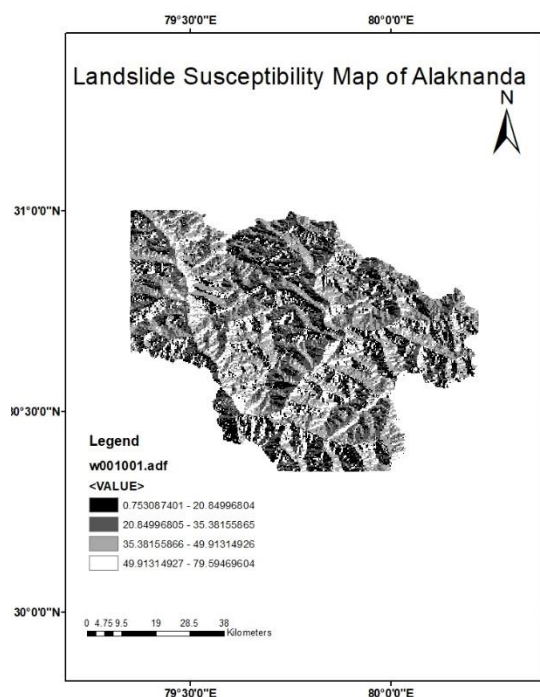 79°30'0"E 80°0'0"E
Landslide Susceptibility Map of Alaknanda
N
31°0'0"N
30°30'0"N
Legend
w001001.adf
<VALUE>
0.753087401 - 20.84996804
20.84996805 - 35.38155865
35.38155866 - 49.91314926
49.91314927 - 79.59469604
30°0'0"N
0 4.75 9.5 19 28.5 38
Kilometers
79°30'0"E 80°0'0"E